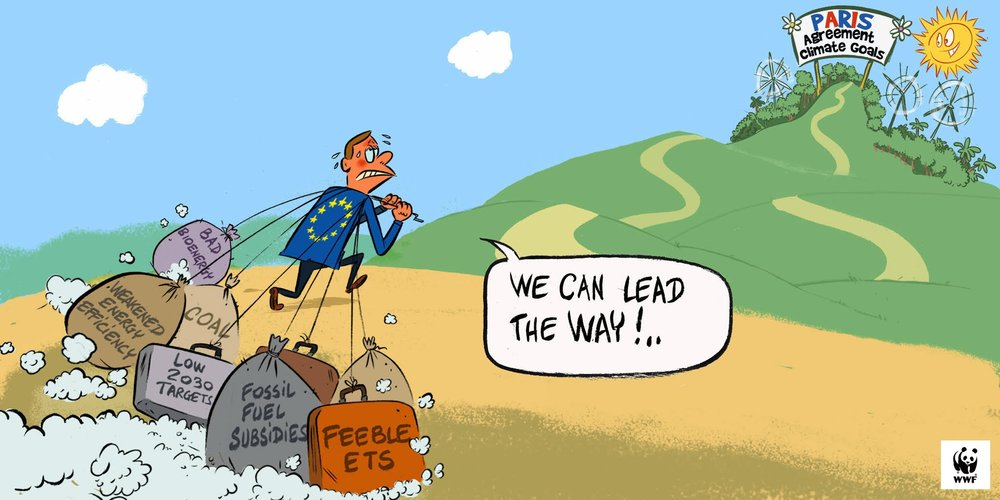 PARIS
Agreement
Climate Goals
BAD
BIOENERGY
WEAKENED
ENERGY
EFFICIENCY
COAL
LOW
2030
TARGETS
FOSSIL
FUEL
SUBSIDIES
FEEBLE
ETS
WE CAN LEAD
THE WAY!..
WWF